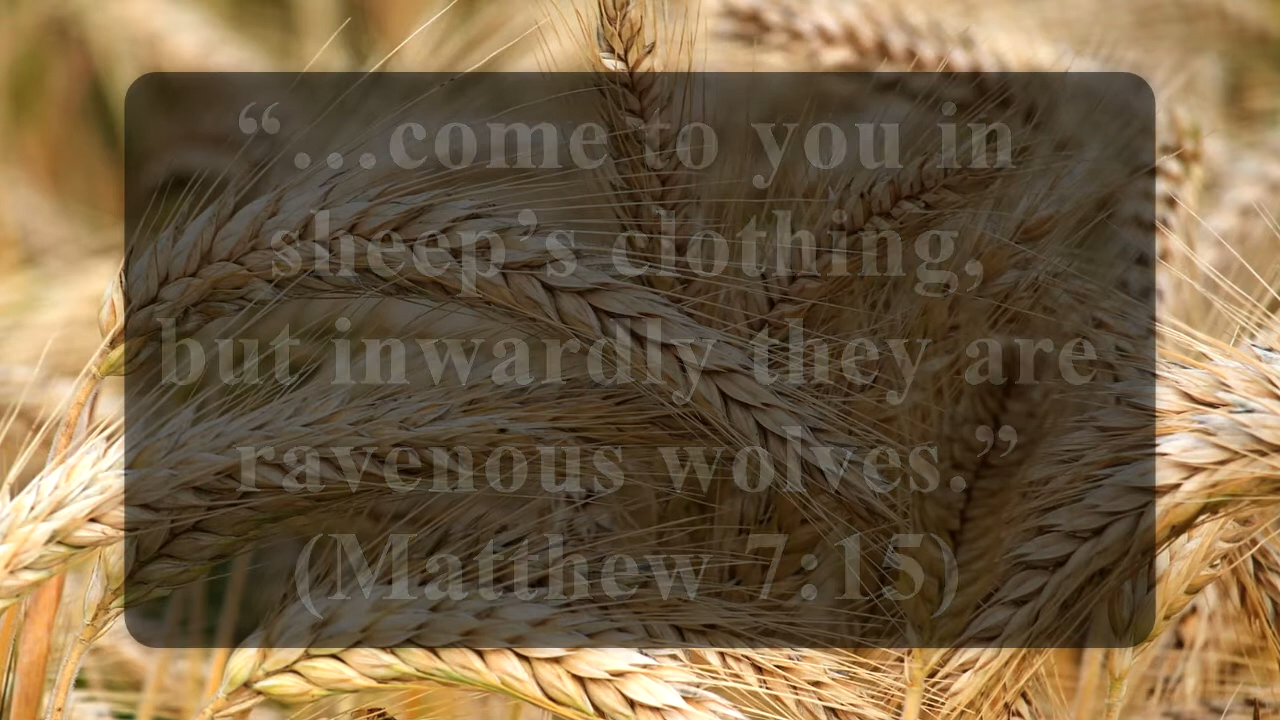 “…come to you in
sheep’s clothing,
but inwardly they are
ravenous wolves.”
(Matthew 7:15)